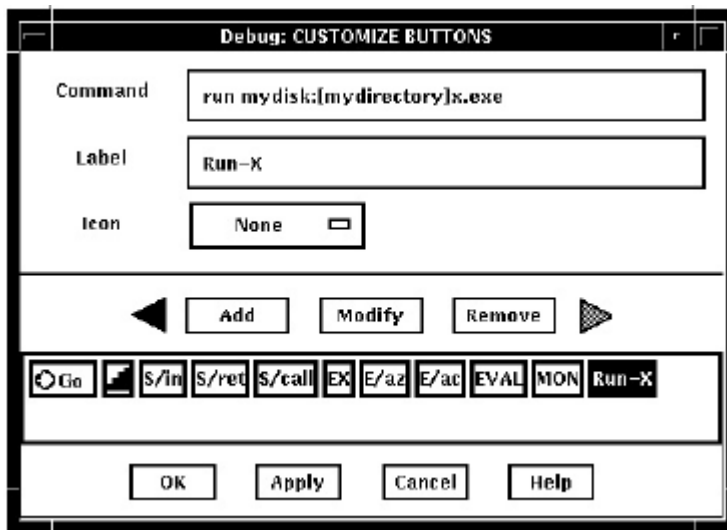 Debug: CUSTOMIZE BUTTONS
Command
run mydisk:[mydirectory]x.exe
Label
Run-X
Icon
None
Add Modify Remove
Go S/in S/ret S/call EX E/az E/ac EVAL MON Run-X
OK Apply Cancel Help